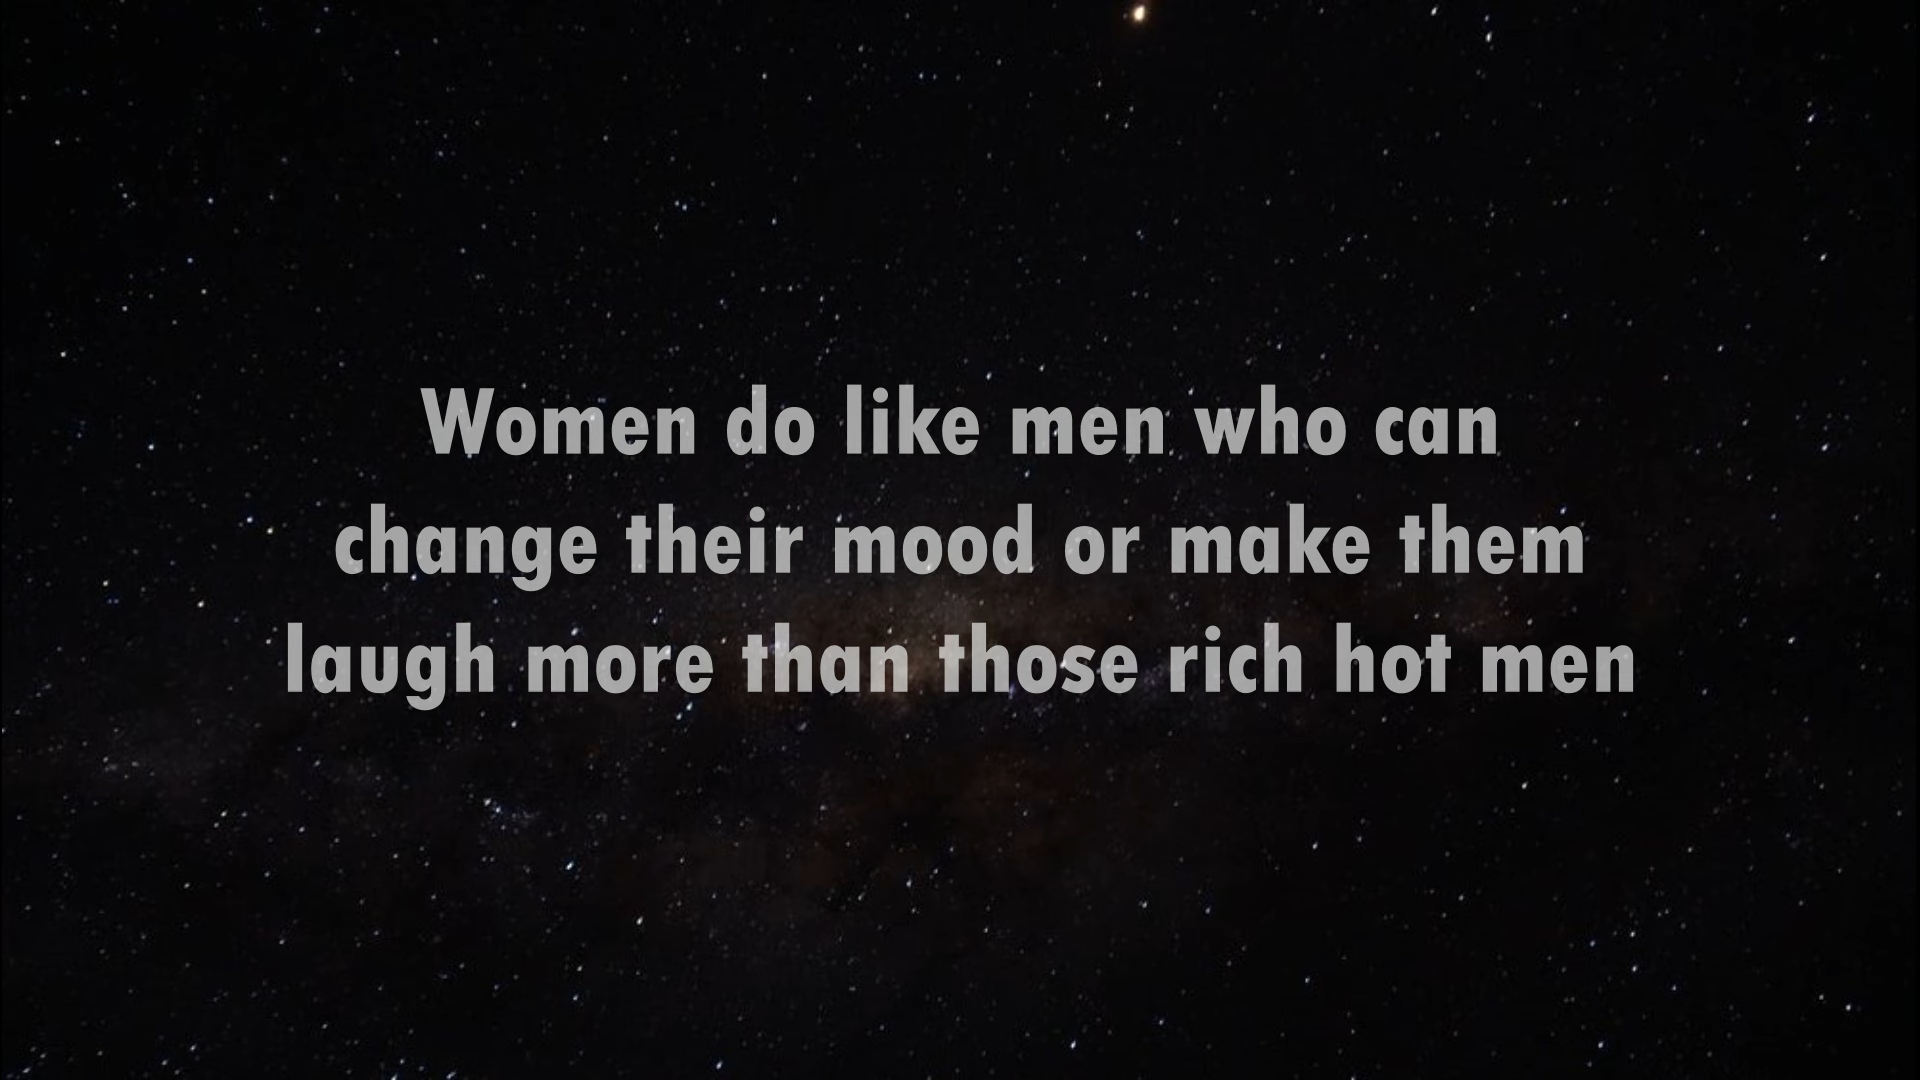 Women do like men who can
change their mood or make them
laugh more than those rich hot men